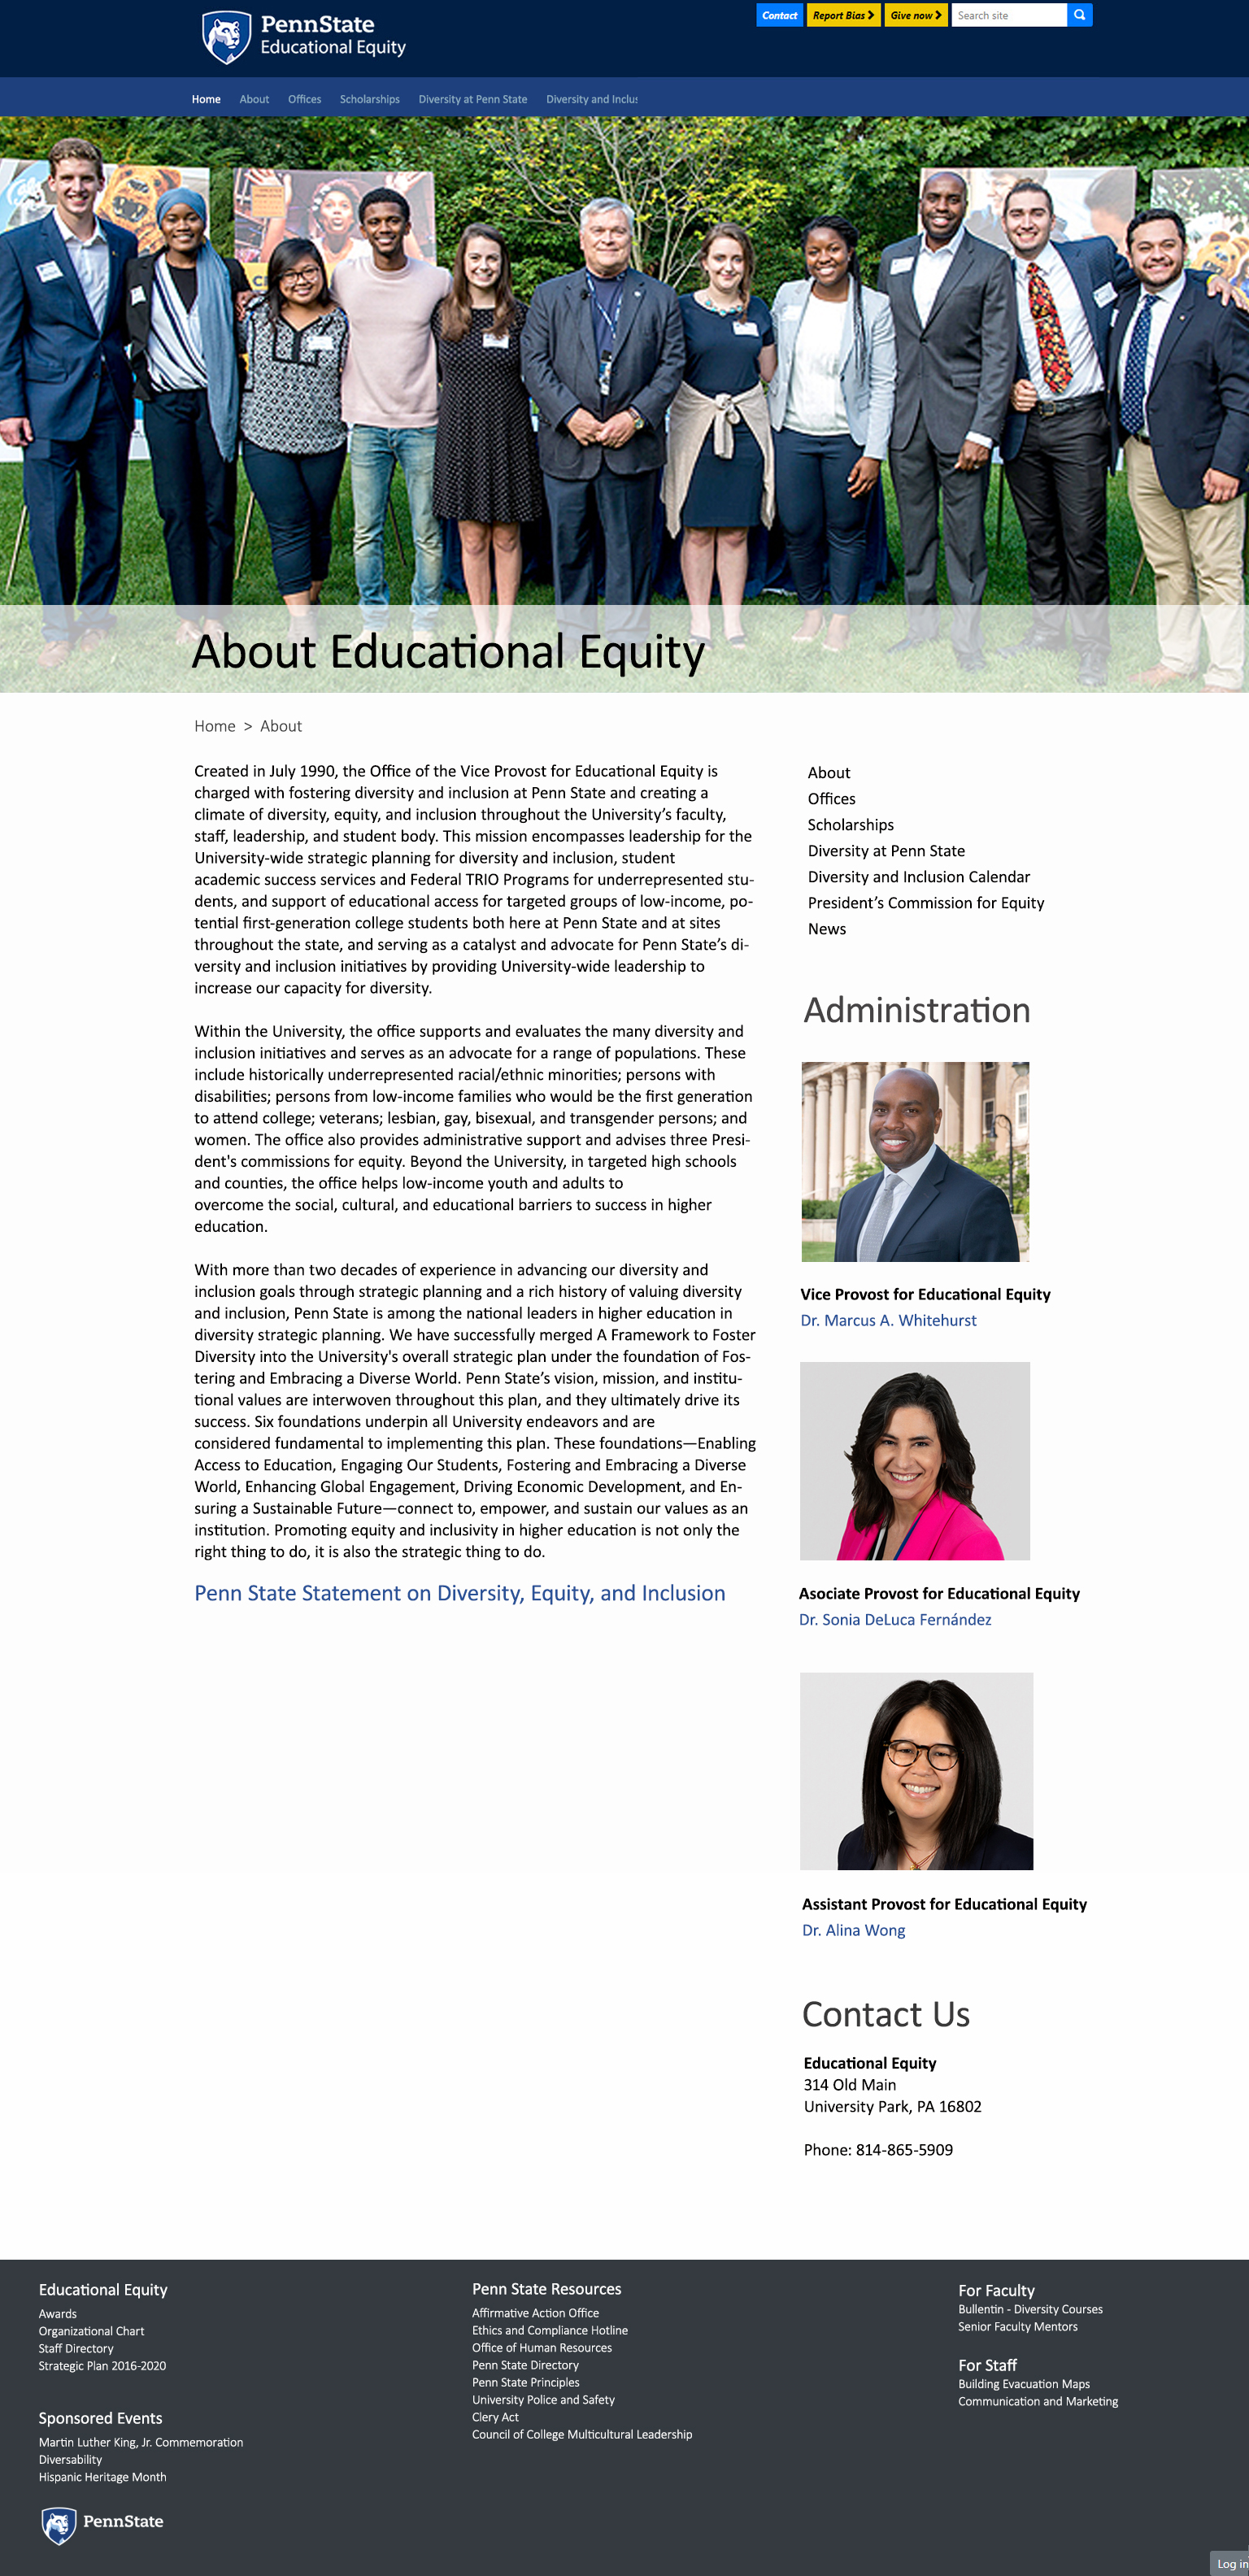 PennState
Educational Equity
Contact
Report Bias
Give now
Search site
Home
About
Offices
Scholarships
Diversity at Penn State
Diversity and Inclus
About Educational Equity
Home > About
Created in July 1990, the Office of the Vice Provost for Educational Equity is
charged with fostering diversity and inclusion at Penn State and creating a
climate of diversity, equity, and inclusion throughout the University’s faculty,
staff, leadership, and student body. This mission encompasses leadership for the
University-wide strategic planning for diversity and inclusion, student
academic success services and Federal TRIO Programs for underrepresented stu-
dents, and support of educational access for targeted groups of low-income, po-
tential first-generation college students both here at Penn State and at sites
throughout the state, and serving as a catalyst and advocate for Penn State’s di-
versity and inclusion initiatives by providing University-wide leadership to
increase our capacity for diversity.
Within the University, the office supports and evaluates the many diversity and
inclusion initiatives and serves as an advocate for a range of populations. These
include historically underrepresented racial/ethnic minorities; persons with
disabilities; persons from low-income families who would be the first generation
to attend college; veterans; lesbian, gay, bisexual, and transgender persons; and
women. The office also provides administrative support and advises three Presi-
dent's commissions for equity. Beyond the University, in targeted high schools
and counties, the office helps low-income youth and adults to
overcome the social, cultural, and educational barriers to success in higher
education.
With more than two decades of experience in advancing our diversity and
inclusion goals through strategic planning and a rich history of valuing diversity
and inclusion, Penn State is among the national leaders in higher education in
diversity strategic planning. We have successfully merged A Framework to Foster
Diversity into the University's overall strategic plan under the foundation of Fos-
tering and Embracing a Diverse World. Penn State’s vision, mission, and institu-
tional values are interwoven throughout this plan, and they ultimately drive its
success. Six foundations underpin all University endeavors and are
considered fundamental to implementing this plan. These foundations—Enabling
Access to Education, Engaging Our Students, Fostering and Embracing a Diverse
World, Enhancing Global Engagement, Driving Economic Development, and En-
suring a Sustainable Future—connect to, empower, and sustain our values as an
institution. Promoting equity and inclusivity in higher education is not only the
right thing to do, it is also the strategic thing to do.
Penn State Statement on Diversity, Equity, and Inclusion
About
Offices
Scholarships
Diversity at Penn State
Diversity and Inclusion Calendar
President’s Commission for Equity
News
Administration
Vice Provost for Educational Equity
Dr. Marcus A. Whitehurst
Asociate Provost for Educational Equity
Dr. Sonia DeLuca Fernández
Assistant Provost for Educational Equity
Dr. Alina Wong
Contact Us
Educational Equity
314 Old Main
University Park, PA 16802
Phone: 814-865-5909
Educational Equity
Awards
Organizational Chart
Staff Directory
Strategic Plan 2016-2020
Sponsored Events
Martin Luther King, Jr. Commemoration
Diversability
Hispanic Heritage Month
PennState
Penn State Resources
Affirmative Action Office
Ethics and Compliance Hotline
Office of Human Resources
Penn State Directory
Penn State Principles
University Police and Safety
Clery Act
Council of College Multicultural Leadership
For Faculty
Bullentin - Diversity Courses
Senior Faculty Mentors
For Staff
Building Evacuation Maps
Communication and Marketing
Log in